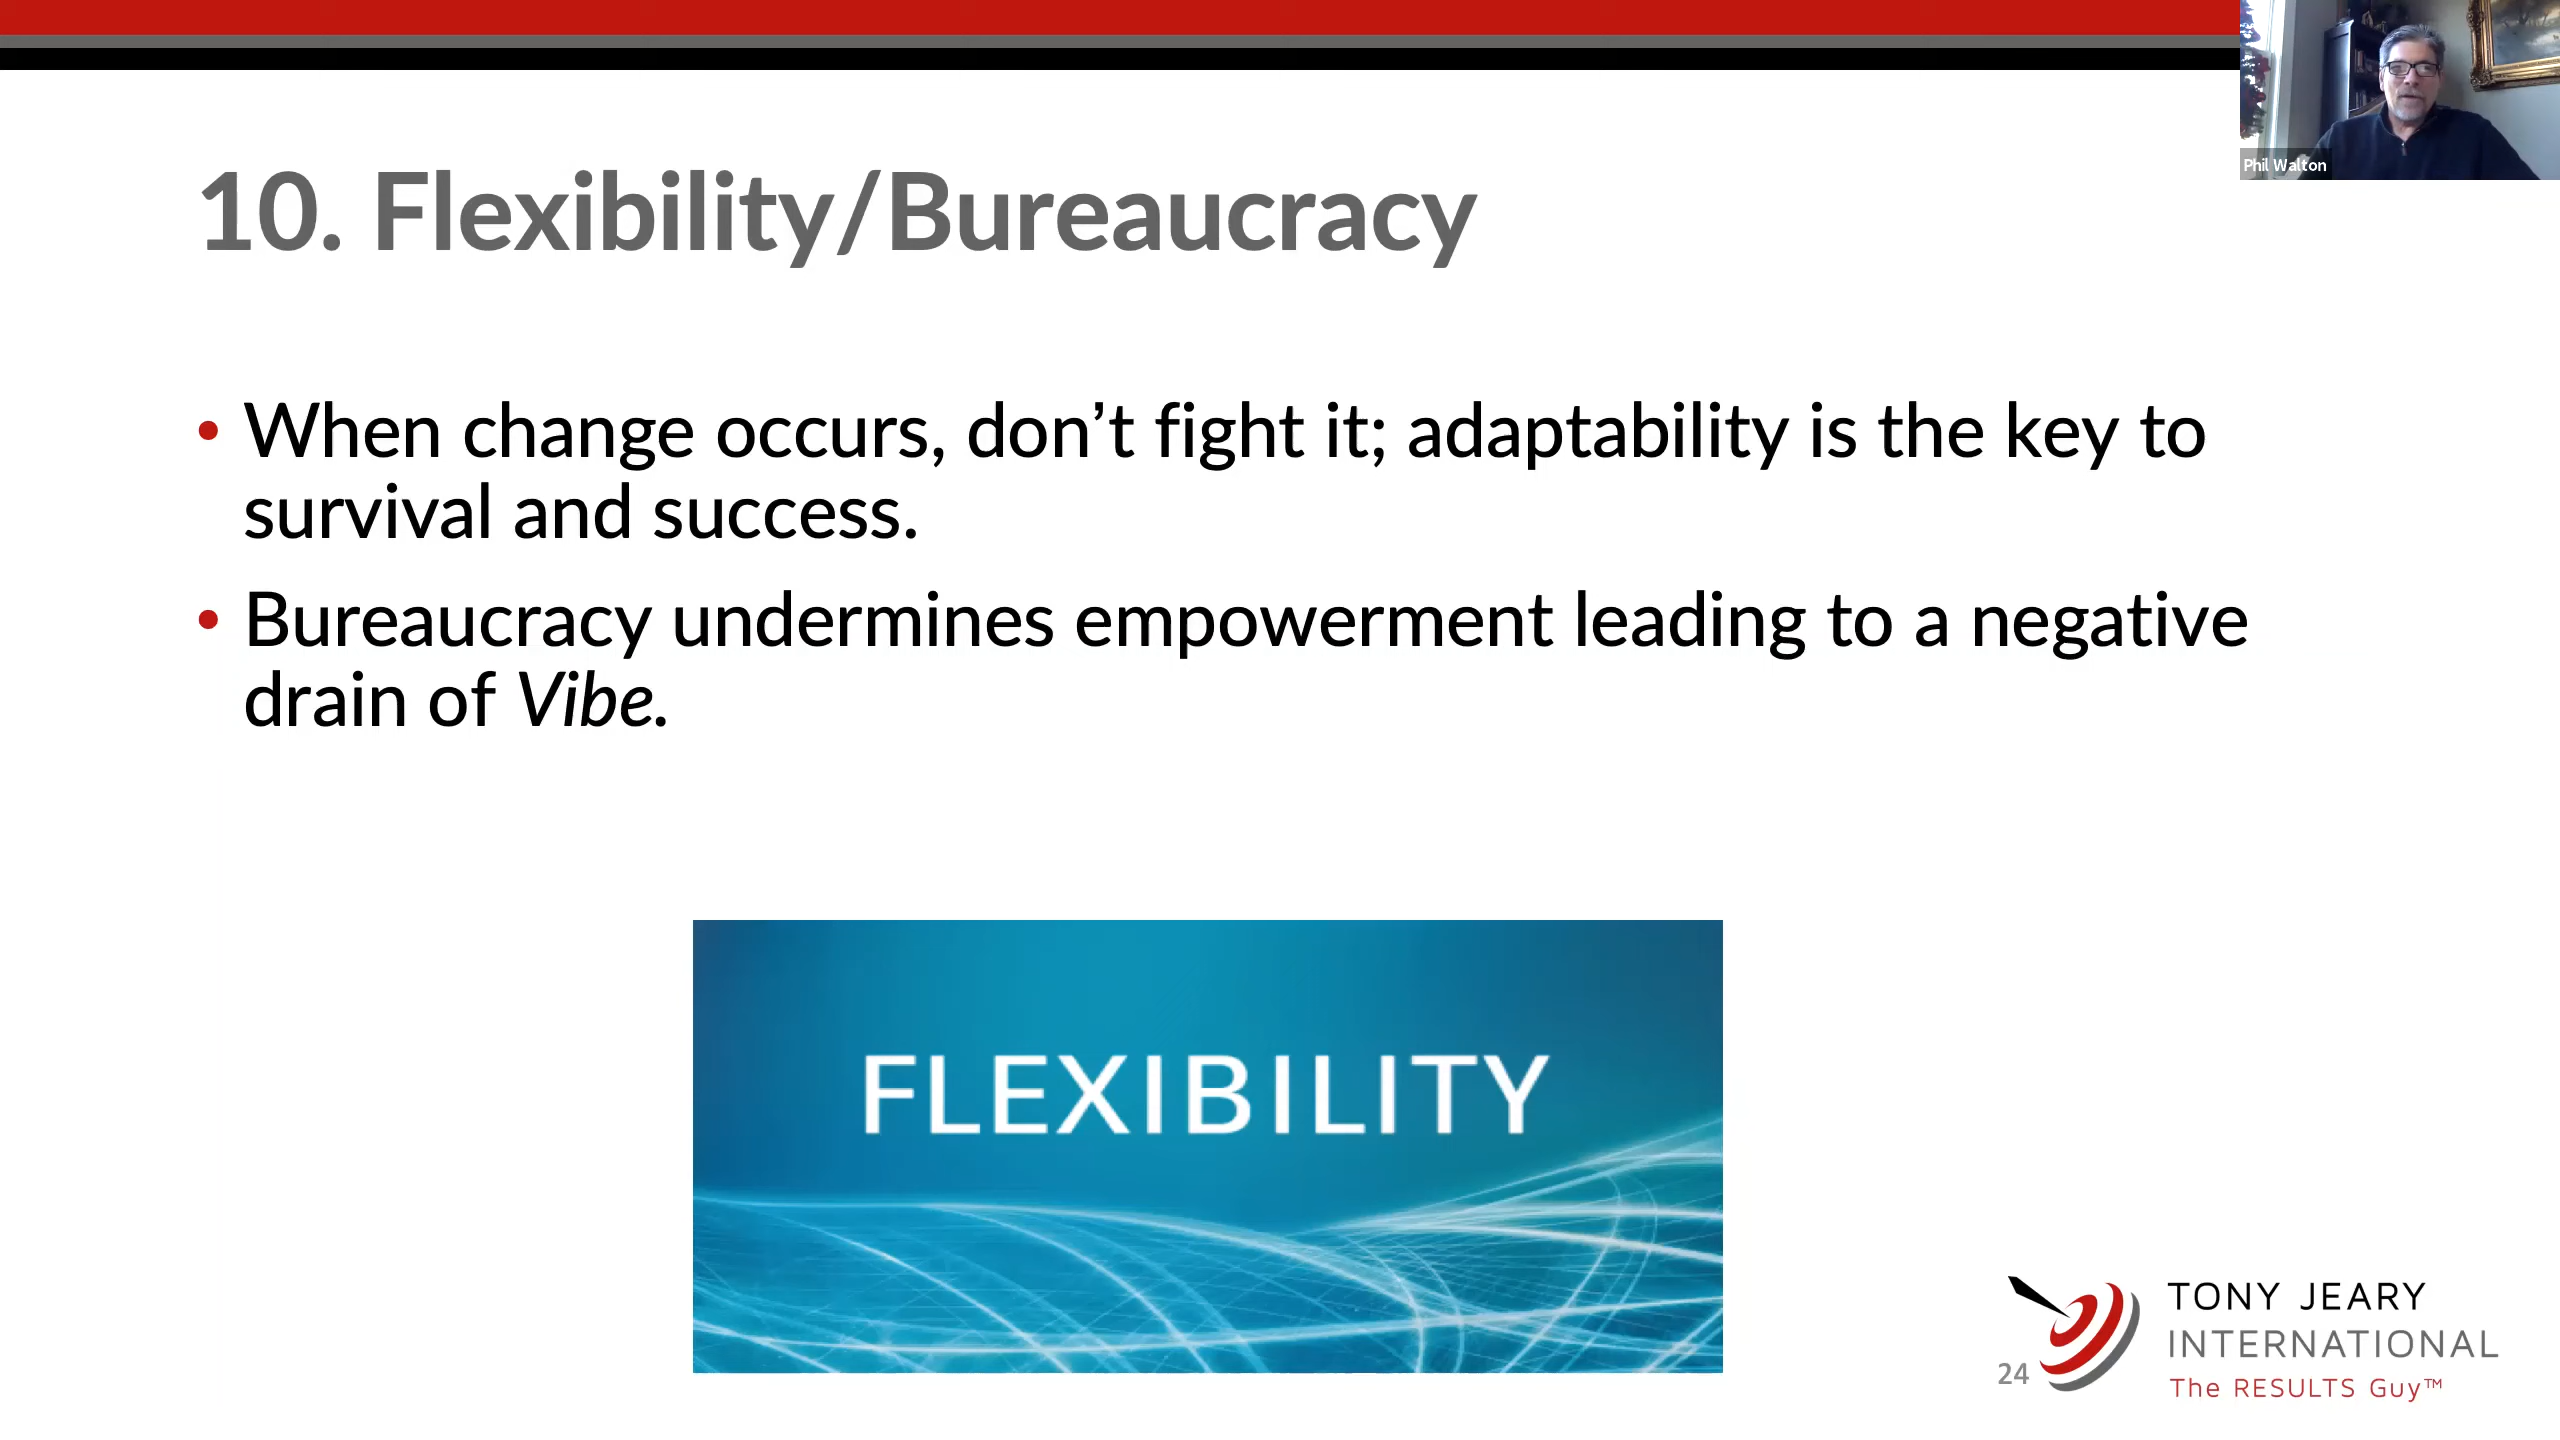 Phil Walton
10. Flexibility/Bureaucracy
• When change occurs, don’t fight it; adaptability is the key to
survival and success.
• Bureaucracy undermines empowerment leading to a negative
drain of Vibe.
FLEXIBILITY
TONY JEARY
INTERNATIONAL
The RESULTS Guy™
24